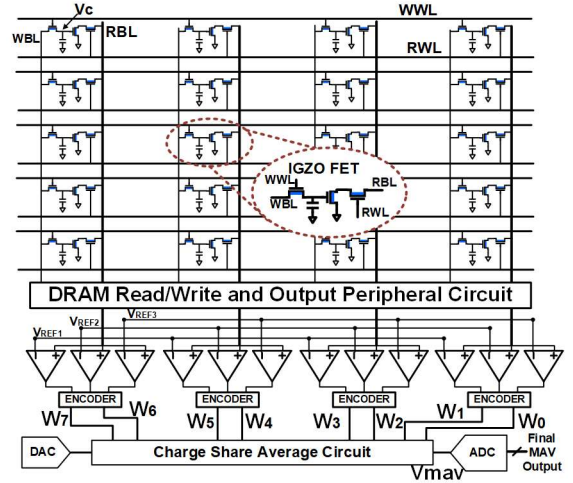 Vc
WWL
WBL
RBL
RWL
IGZO FET
WWL
RBL
WBL
RWL
DRAM Read/Write and Output Peripheral Circuit
VREF3
VREF2
VREF1
ENCODER
ENCODER
ENCODER
ENCODER
W7
W6
W5
W4
W3
W2
W1
W0
DAC
Charge Share Average Circuit
ADC
Final
MAV
Output
Vmav